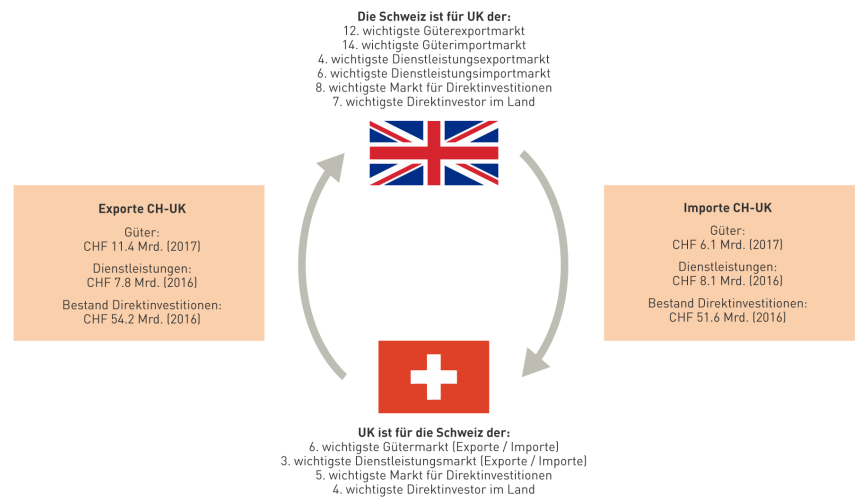 Die Schweiz ist für UK der:
12. wichtigste Güterexportmarkt
14. wichtigste Güterimportmarkt
4. wichtigste Dienstleistungsexportmarkt
6. wichtigste Dienstleistungsimportmarkt
8. wichtigste Markt für Direktinvestitionen
7. wichtigste Direktinvestor im Land
Exporte CH-UK
Güter:
CHF 11.4 Mrd. (2017)
Dienstleistungen:
CHF 7.8 Mrd. (2016)
Bestand Direktinvestitionen:
CHF 54.2 Mrd. (2016)
Importe CH-UK
Güter:
CHF 6.1 Mrd. (2017)
Dienstleistungen:
CHF 8.1 Mrd. (2016)
Bestand Direktinvestitionen:
CHF 51.6 Mrd. (2016)
UK ist für die Schweiz der:
6. wichtigste Gütermarkt (Exporte / Importe)
3. wichtigste Dienstleistungsmarkt (Exporte / Importe)
5. wichtigste Markt für Direktinvestitionen
4. wichtigste Direktinvestor im Land